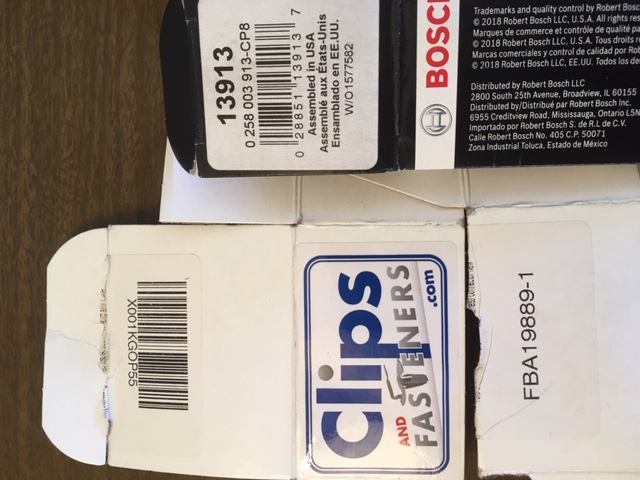 13913
0 258 003 913-CP8
0 28851 13913 7
Assembled in USA
Assemblé aux États-Unis
Ensamblado en EE.UU.
W/O1577582
BOSCH
Trademarks and quality control by Robert Bosc
© 2018 Robert Bosch LLC, U.S.A. All rights res
Marques de commerce et contrôle de qualité pa
© 2018 Robert Bosch LLC, U.S.A. Tous droits r
Marcas comerciales y control de calidad por Rob
© 2018 Robert Bosch LLC, EE.UU. Todos los de
Distributed by Robert Bosch LLC
2800 South 25th Avenue, Broadview, IL 60155
Distributed by/Distribué par Robert Bosch Inc.
6955 Creditview Road, Mississauga, Ontario L5N
Importado por Robert Bosch S. de R.L de C.V.
Calle Robert Bosch No. 405 C.P. 50071
Zona Industrial Toluca, Estado de México
X001KGOP55
Clips
AND FASTENERS
.com
FBA19889-1